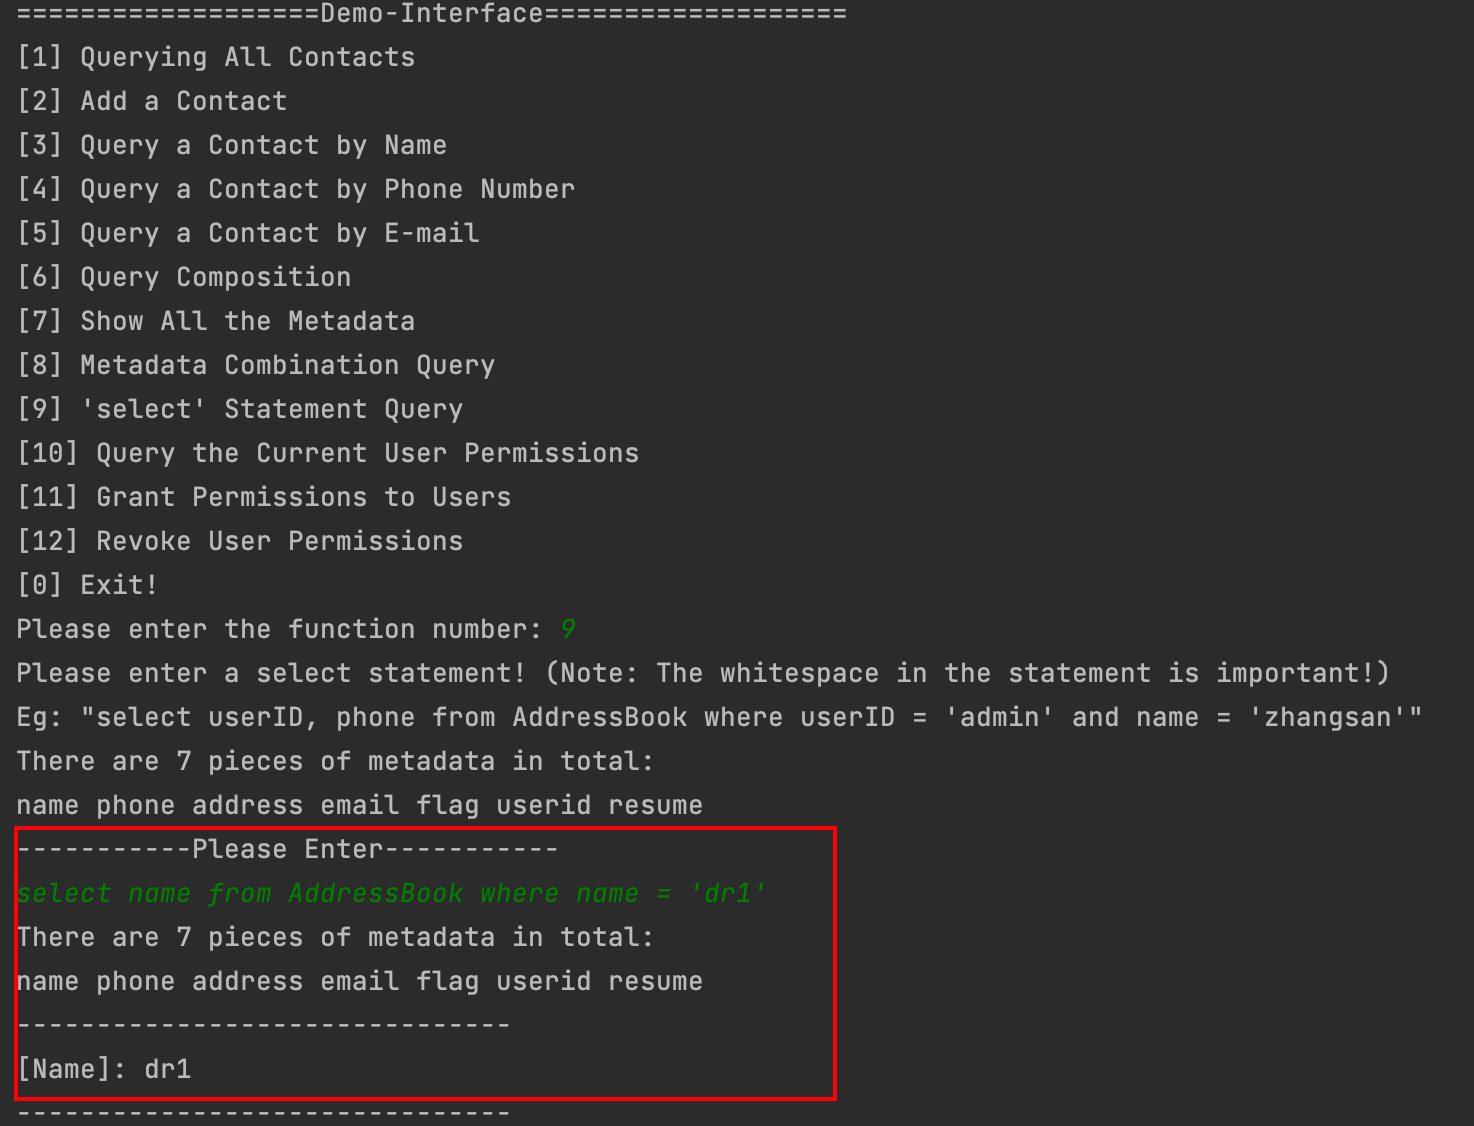 ===================Demo-Interface===================
[1] Querying All Contacts
[2] Add a Contact
[3] Query a Contact by Name
[4] Query a Contact by Phone Number
[5] Query a Contact by E-mail
[6] Query Composition
[7] Show All the Metadata
[8] Metadata Combination Query
[9] 'select' Statement Query
[10] Query the Current User Permissions
[11] Grant Permissions to Users
[12] Revoke User Permissions
[0] Exit!
Please enter the function number: 9
Please enter a select statement! (Note: The whitespace in the statement is important!)
Eg: "select userID, phone from AddressBook where userID = 'admin' and name = 'zhangsan'"
There are 7 pieces of metadata in total:
name phone address email flag userid resume
-----------Please Enter-----------
select name from AddressBook where name = 'dr1'
There are 7 pieces of metadata in total:
name phone address email flag userid resume
-------------------------------
[Name]: dr1
-------------------------------